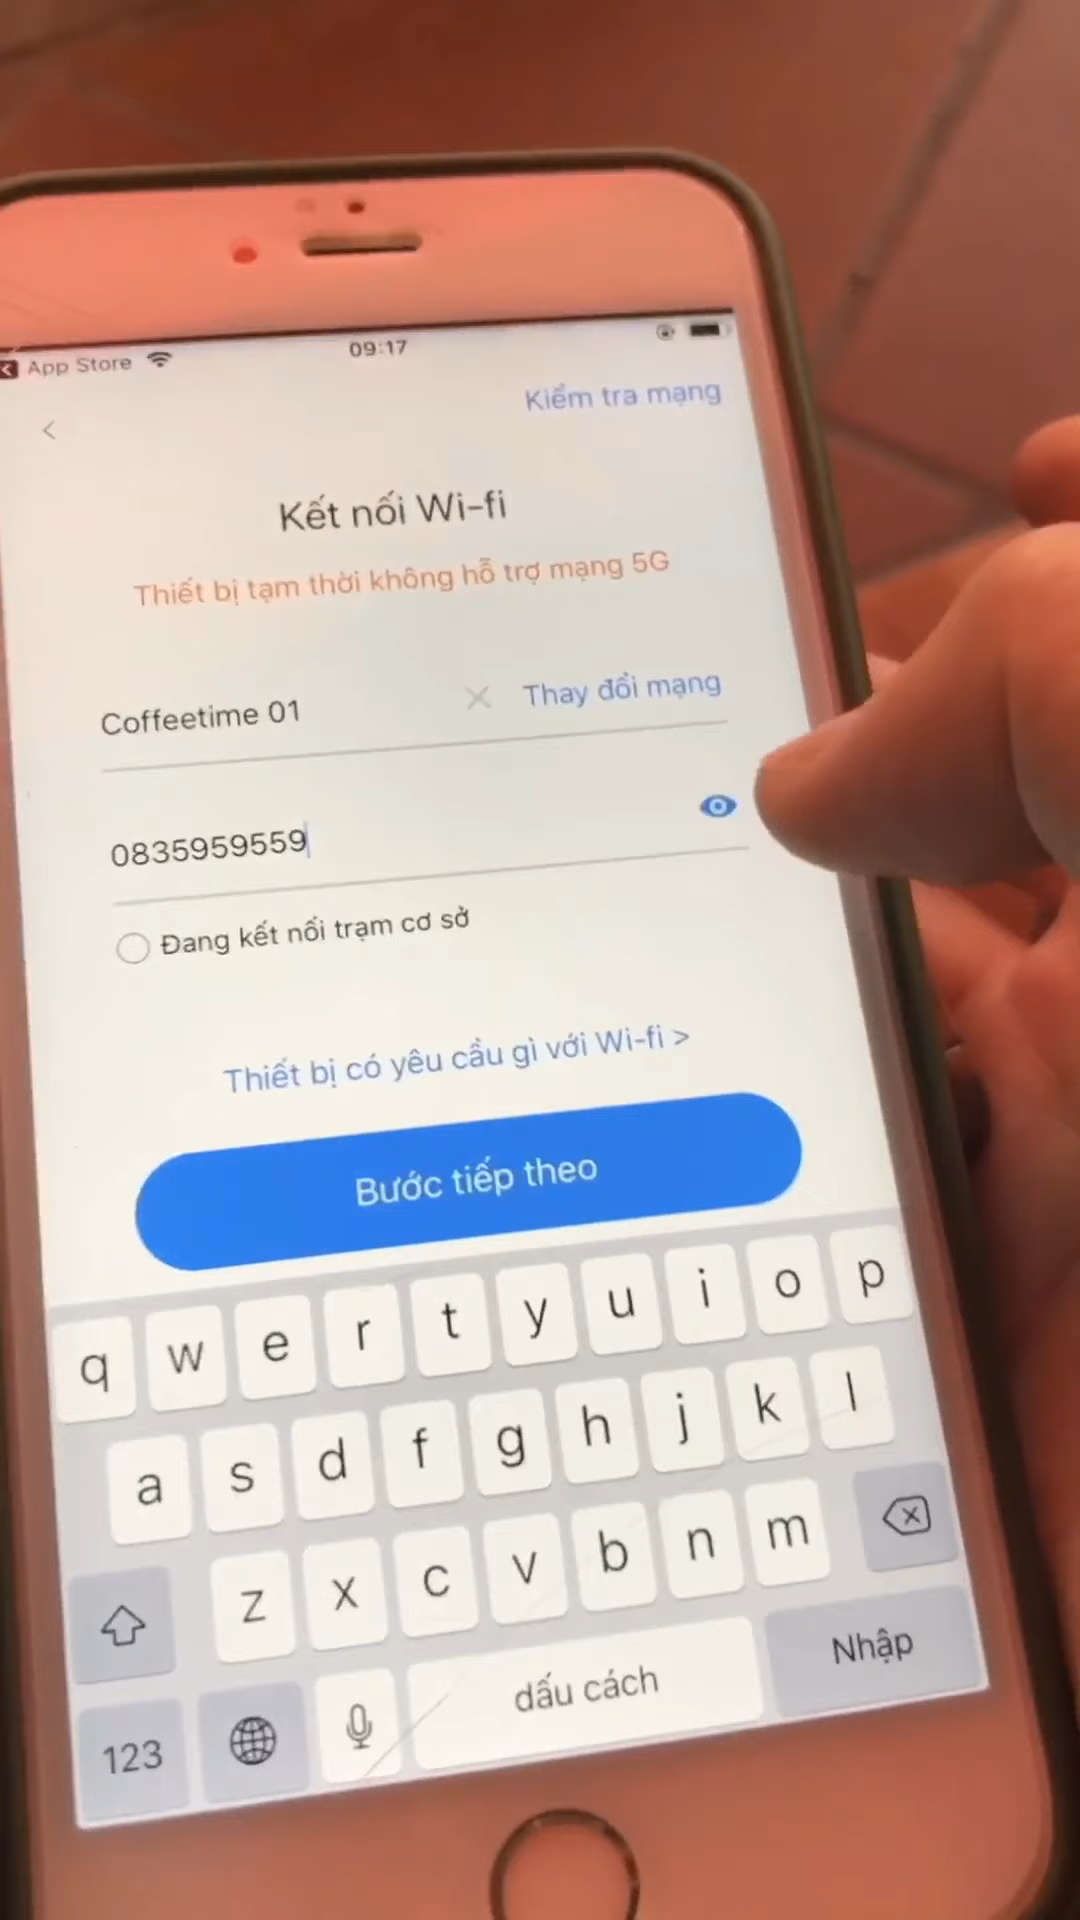 App Store
09:17
Kiểm tra mạng
Kết nối Wi-fi
Thiết bị tạm thời không hỗ trợ mạng 5G
Coffeetime 01
Thay đổi mạng
0835959559
Đang kết nối trạm cơ sở
Thiết bị có yêu cầu gì với Wi-fi >
Bước tiếp theo
q w e r t y u i o p
a s d f g h j k l
z x c v b n m
123
dấu cách
Nhập